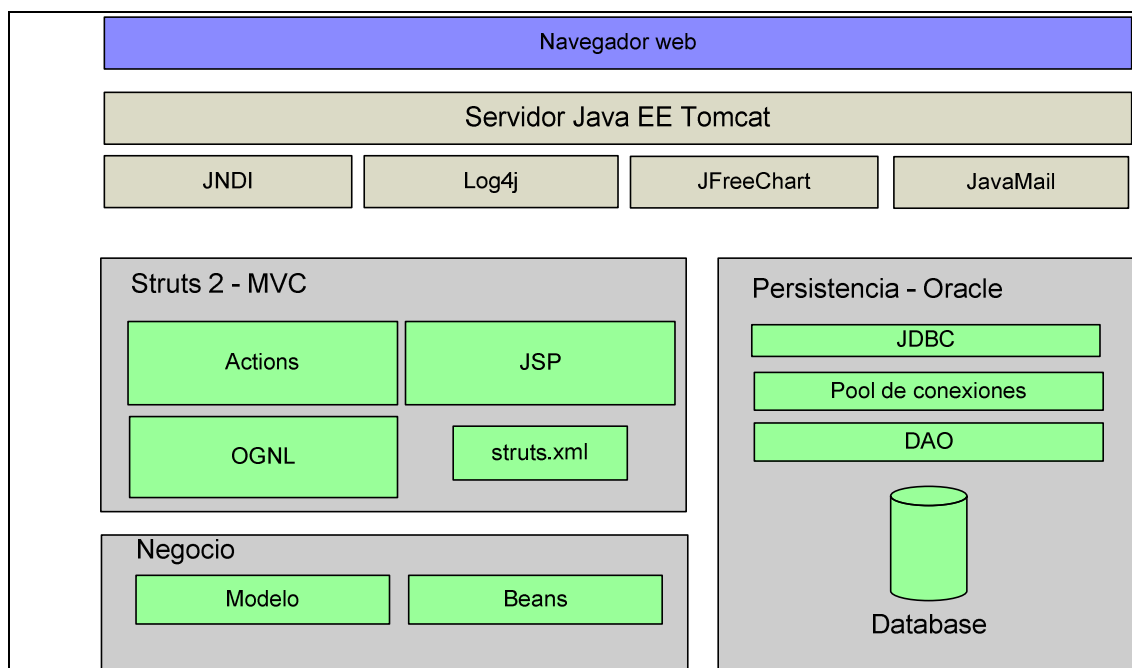 Navegador web
Servidor Java EE Tomcat
JNDI
Log4j
JFreeChart
JavaMail
Struts 2 - MVC
Actions
JSP
OGNL
struts.xml
Negocio
Modelo
Beans
Persistencia - Oracle
JDBC
Pool de conexiones
DAO
Database